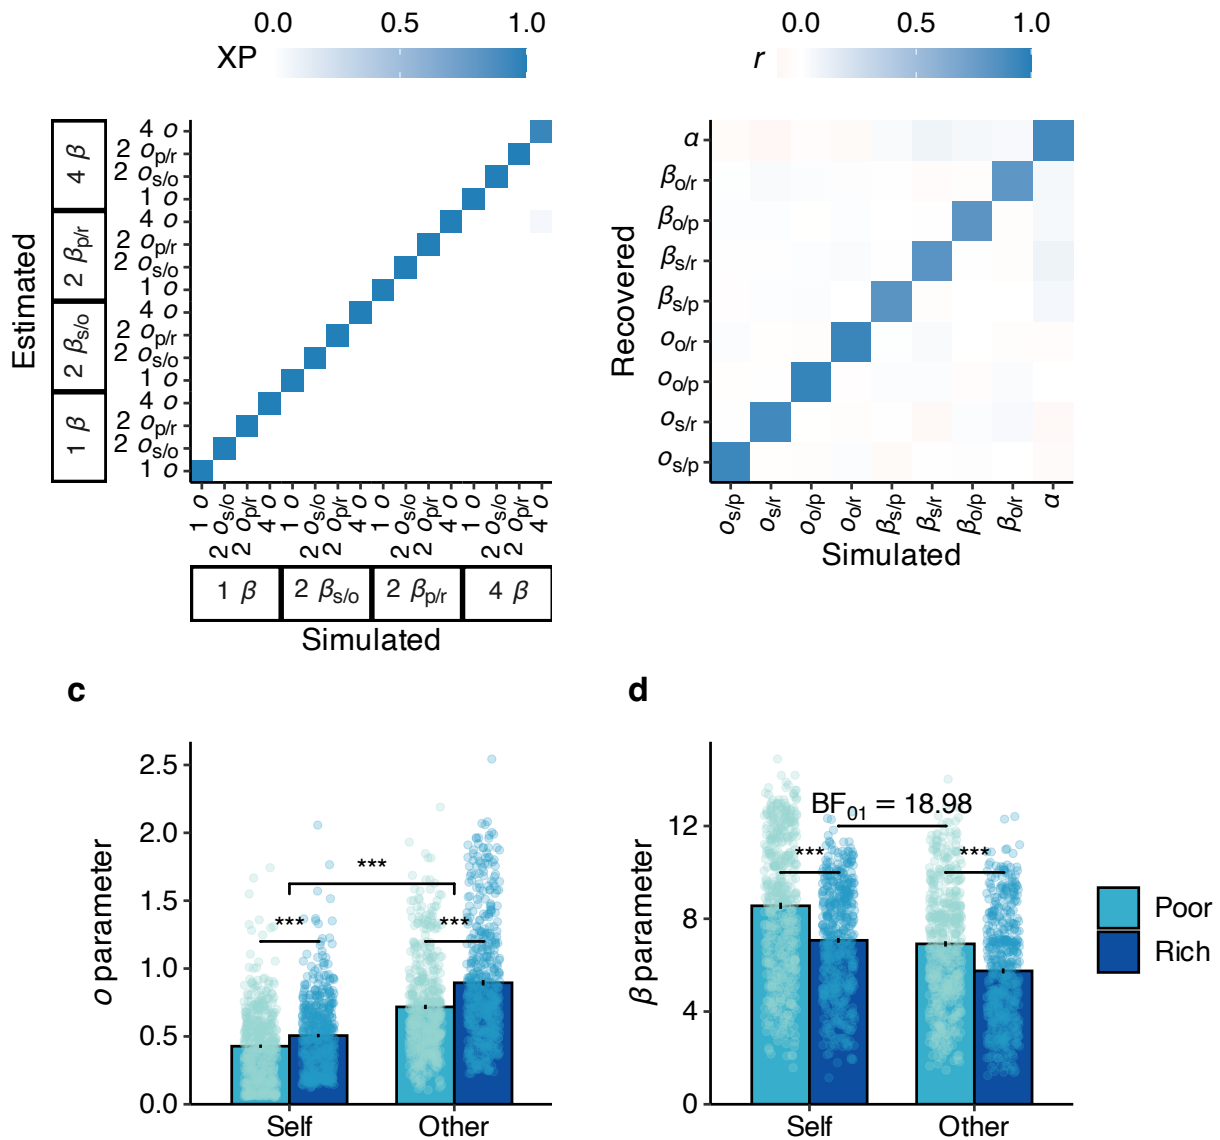 0.0 0.5 1.0
XP
0.0 0.5 1.0
r
Estimated
4 β
2 βp/r
2 βs/o
1 β
4 o
2 op/r
2 os/o
1 o
4 o
2 op/r
2 os/o
1 o
4 o
2 op/r
2 os/o
1 o
4 o
2 op/r
2 os/o
1 o
1 o
2 os/o
2 op/r
4 o
1 o
2 os/o
2 op/r
4 o
1 o
2 os/o
2 op/r
4 o
1 o
2 os/o
2 op/r
4 o
1 β
2 βs/o
2 βp/r
4 β
Simulated
Recovered
α
βo/r
βo/p
βs/r
βs/p
oo/r
oo/p
os/r
os/p
os/p
os/r
oo/p
oo/r
βs/p
βs/r
βo/p
βo/r
α
Simulated
c
o parameter
2.5
2.0
1.5
1.0
0.5
0.0
***
***
***
Self Other
d
β parameter
12
8
4
0
BF01 = 18.98
***
***
Self Other
Poor
Rich